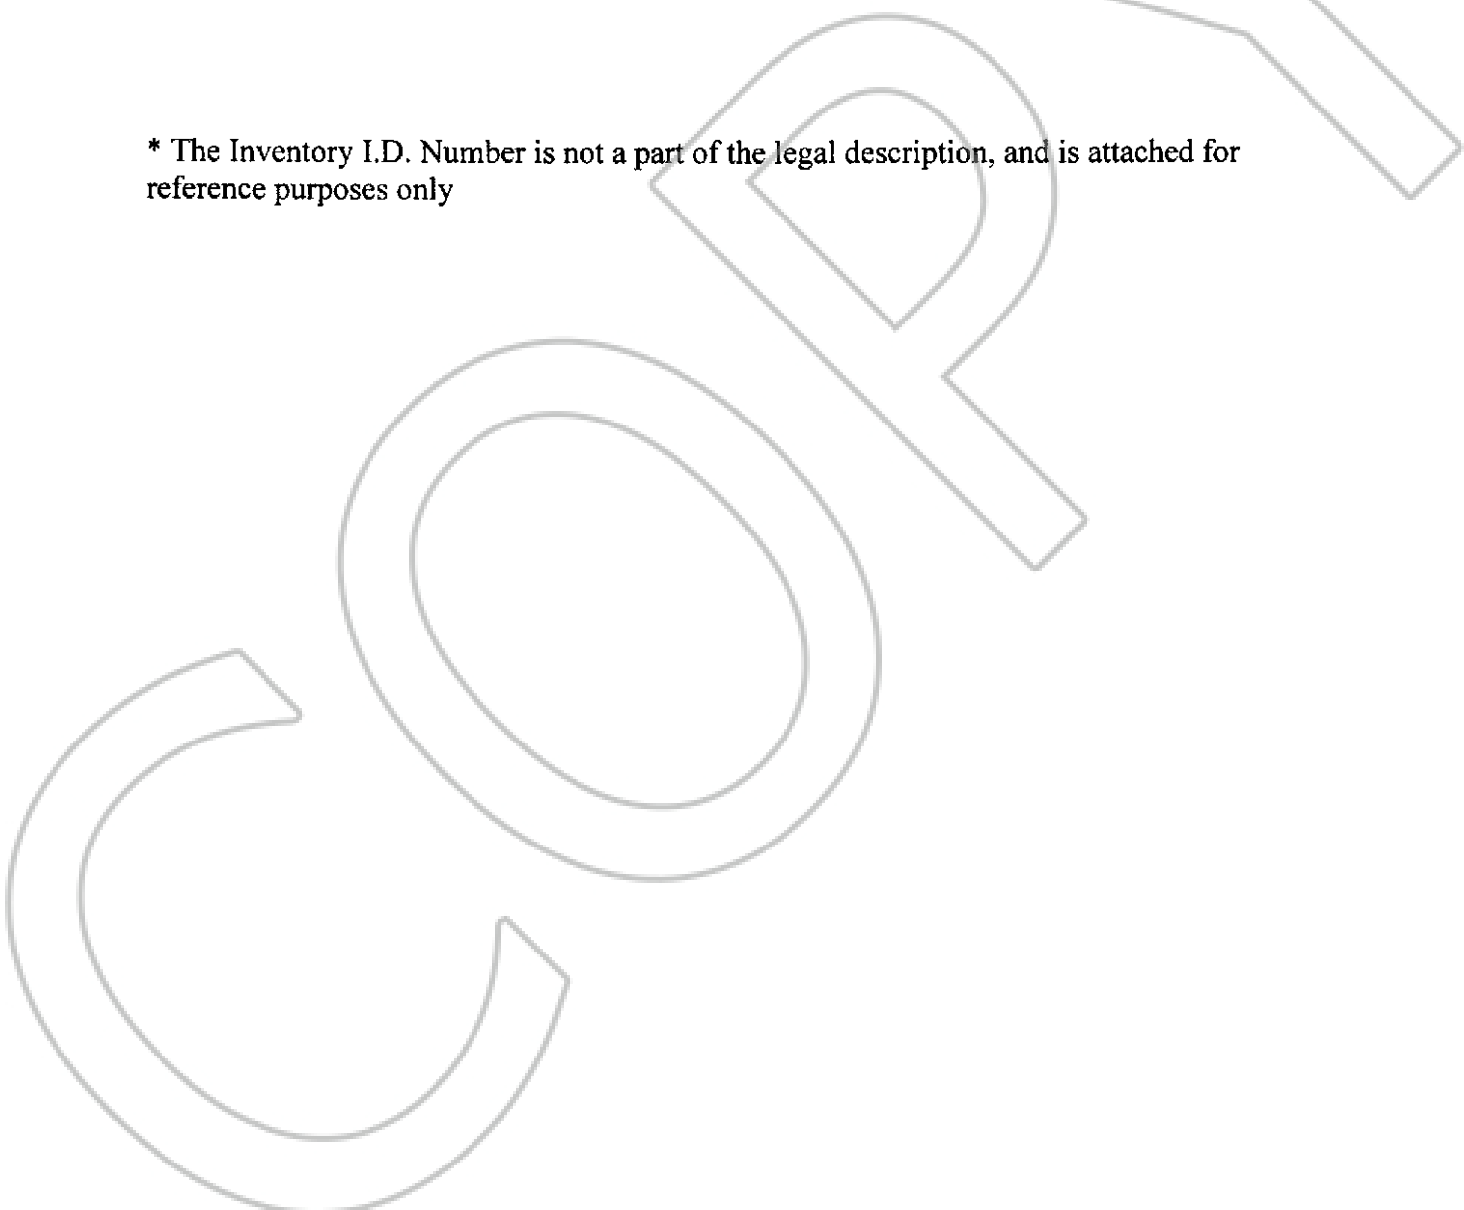 * The Inventory I.D. Number is not a part of the legal description, and is attached for
reference purposes only
COPY